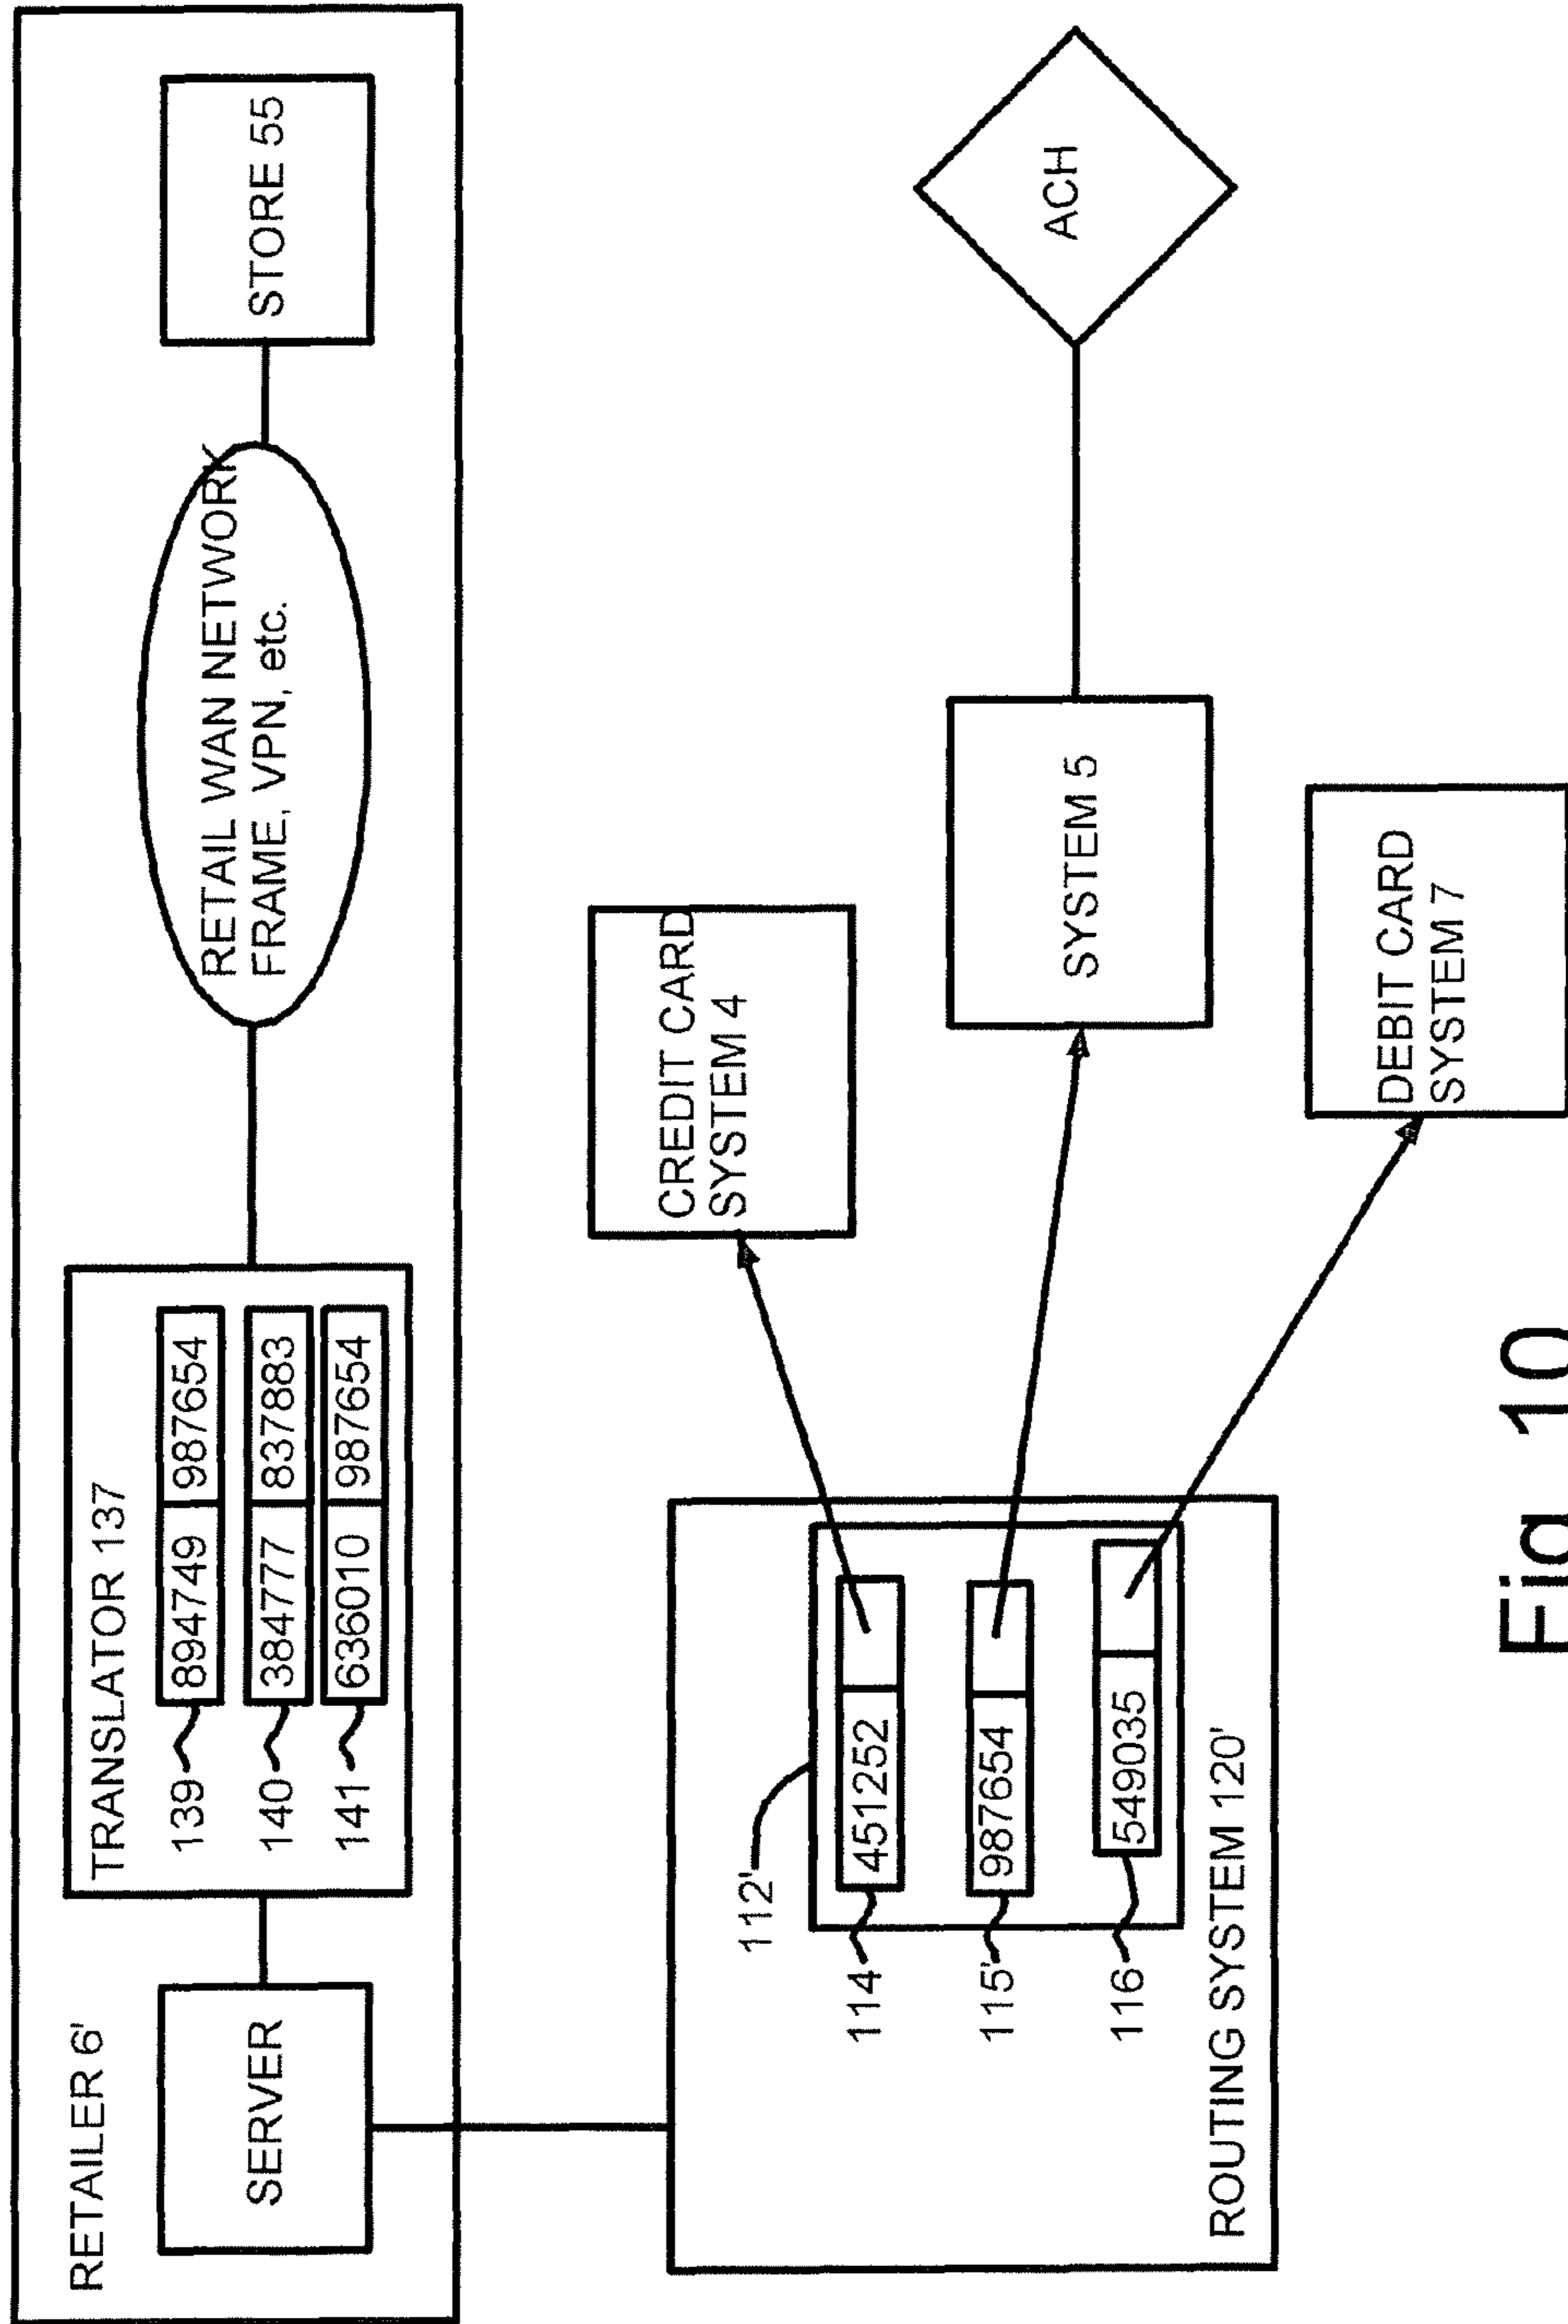 RETAILER 6'
SERVER
TRANSLATOR 137
139
894749 987654
140
384777 837883
141
636010 987654
RETAIL WAN NETWORK
FRAME, VPN, etc.
STORE 55
112'
114
451252
115'
987654
116
549035
ROUTING SYSTEM 120'
CREDIT CARD
SYSTEM 4
SYSTEM 5
ACH
DEBIT CARD
SYSTEM 7
Fig. 10